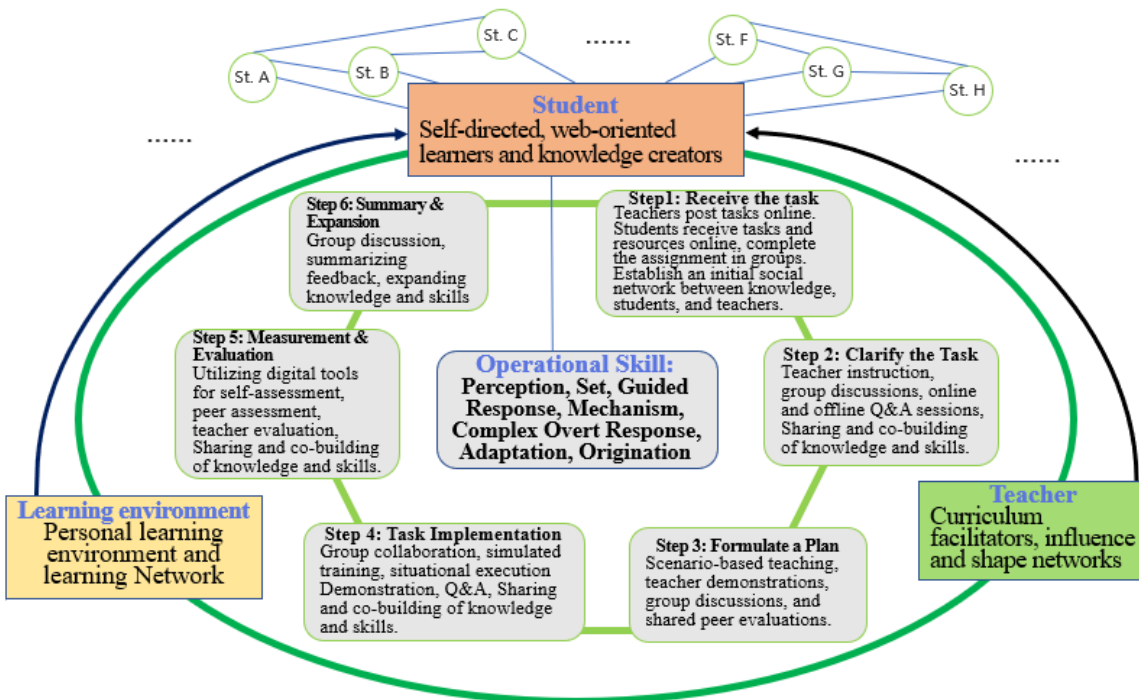 St. C
......
St. F
St. A
St. B
St. G
St. H
Student
Self-directed, web-oriented
learners and knowledge creators
......
......
Step 6: Summary &
Expansion
Group discussion,
summarizing
feedback, expanding
knowledge and skills
Step1: Receive the task
Teachers post tasks online.
Students receive tasks and
resources online, complete
the assignment in groups.
Establish an initial social
network between knowledge,
students, and teachers.
Step 5: Measurement &
Evaluation
Utilizing digital tools
for self-assessment,
peer assessment,
teacher evaluation,
Sharing and co-building
of knowledge and skills.
Operational Skill:
Perception, Set, Guided
Response, Mechanism,
Complex Overt Response,
Adaptation, Origination
Step 2: Clarify the Task
Teacher instruction,
group discussions, online
and offline Q&A sessions,
Sharing and co-building
of knowledge and skills.
Learning environment
Personal learning
environment and
learning Network
Step 4: Task Implementation
Group collaboration, simulated
training, situational execution
Demonstration, Q&A, Sharing
and co-building of knowledge
and skills.
Step 3: Formulate a Plan
Scenario-based teaching,
teacher demonstrations,
group discussions, and
shared peer evaluations.
Teacher
Curriculum
facilitators, influence
and shape networks